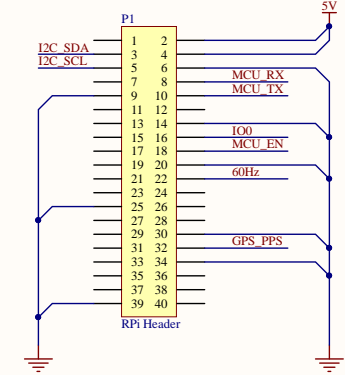 5V
P1
1 2
I2C_SDA 3 4
I2C_SCL 5 6
7 8 MCU_RX
9 10 MCU_TX
11 12
13 14
15 16 IO0
17 18 MCU_EN
19 20
21 22 60Hz
23 24
25 26
27 28
29 30
31 32 GPS_PPS
33 34
35 36
37 38
39 40
RPi Header